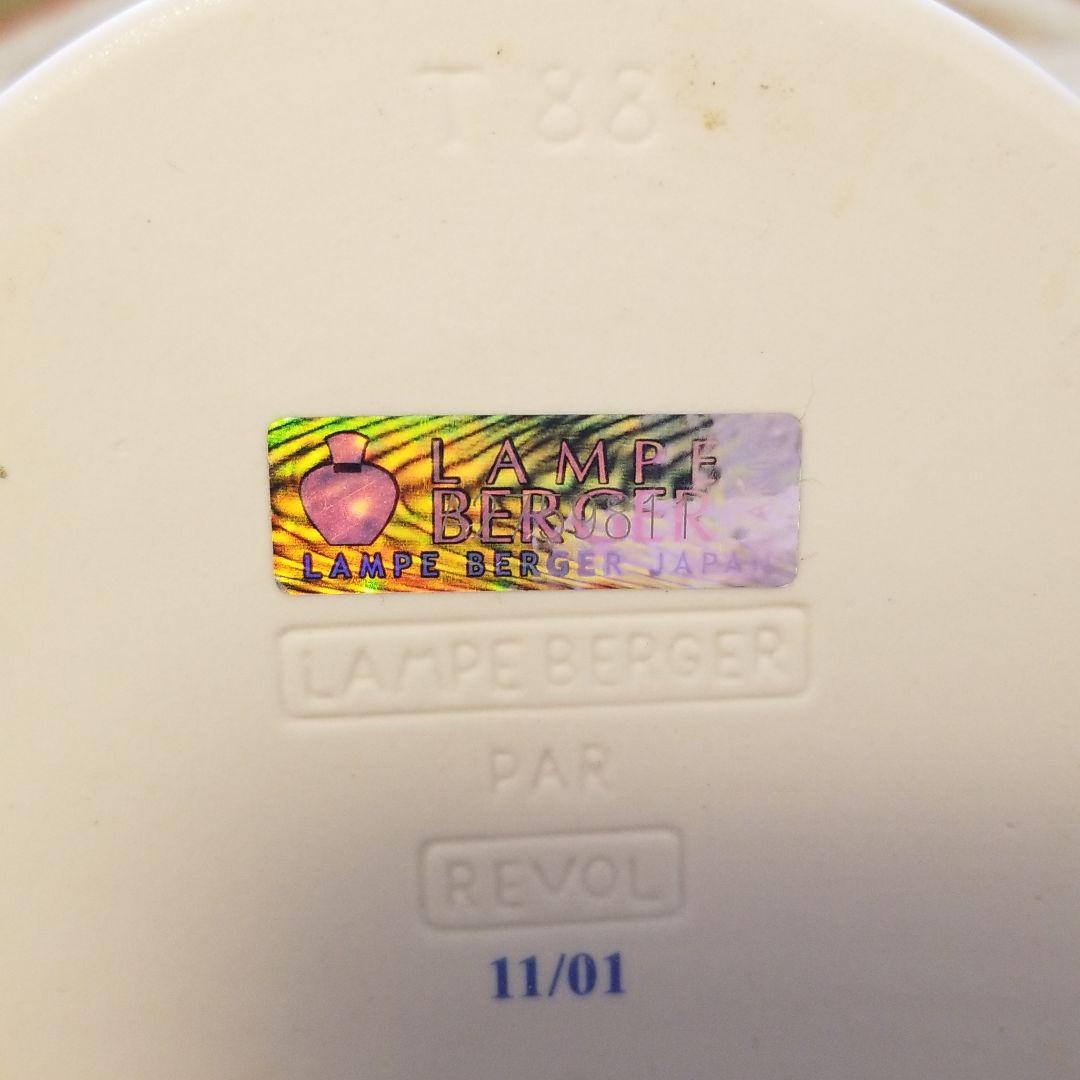 T 88
LAMPE
BERGER
LAMPE BERGER JAPAN
LAMPE BERGER
PAR
REVOL
11/01